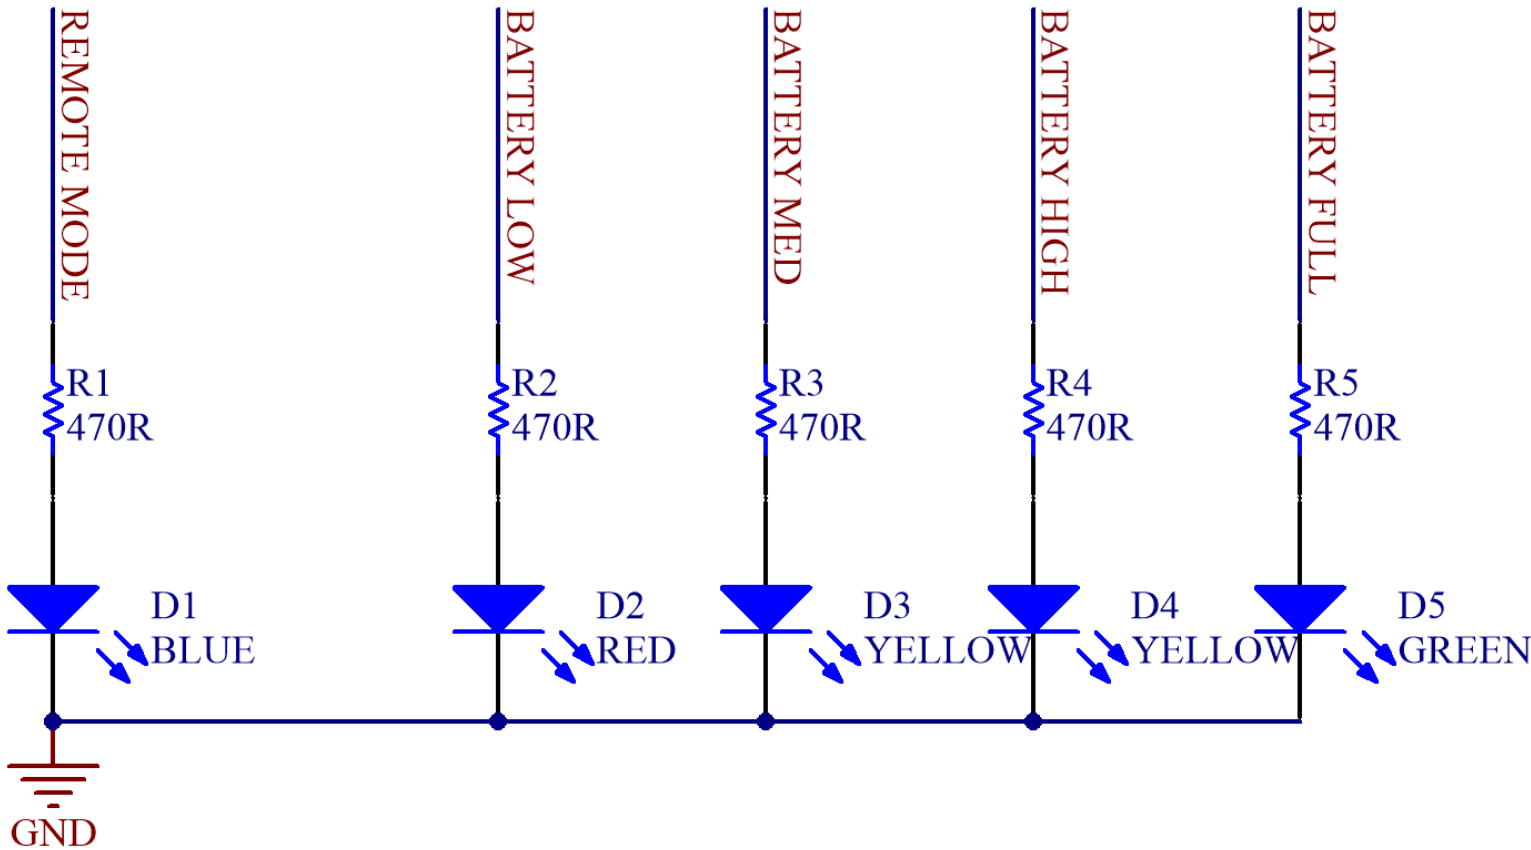 REMOTE MODE
BATTERY LOW
BATTERY MED
BATTERY HIGH
BATTERY FULL
R1
470R
R2
470R
R3
470R
R4
470R
R5
470R
D1
BLUE
D2
RED
D3
YELLOW
D4
YELLOW
D5
GREEN
GND